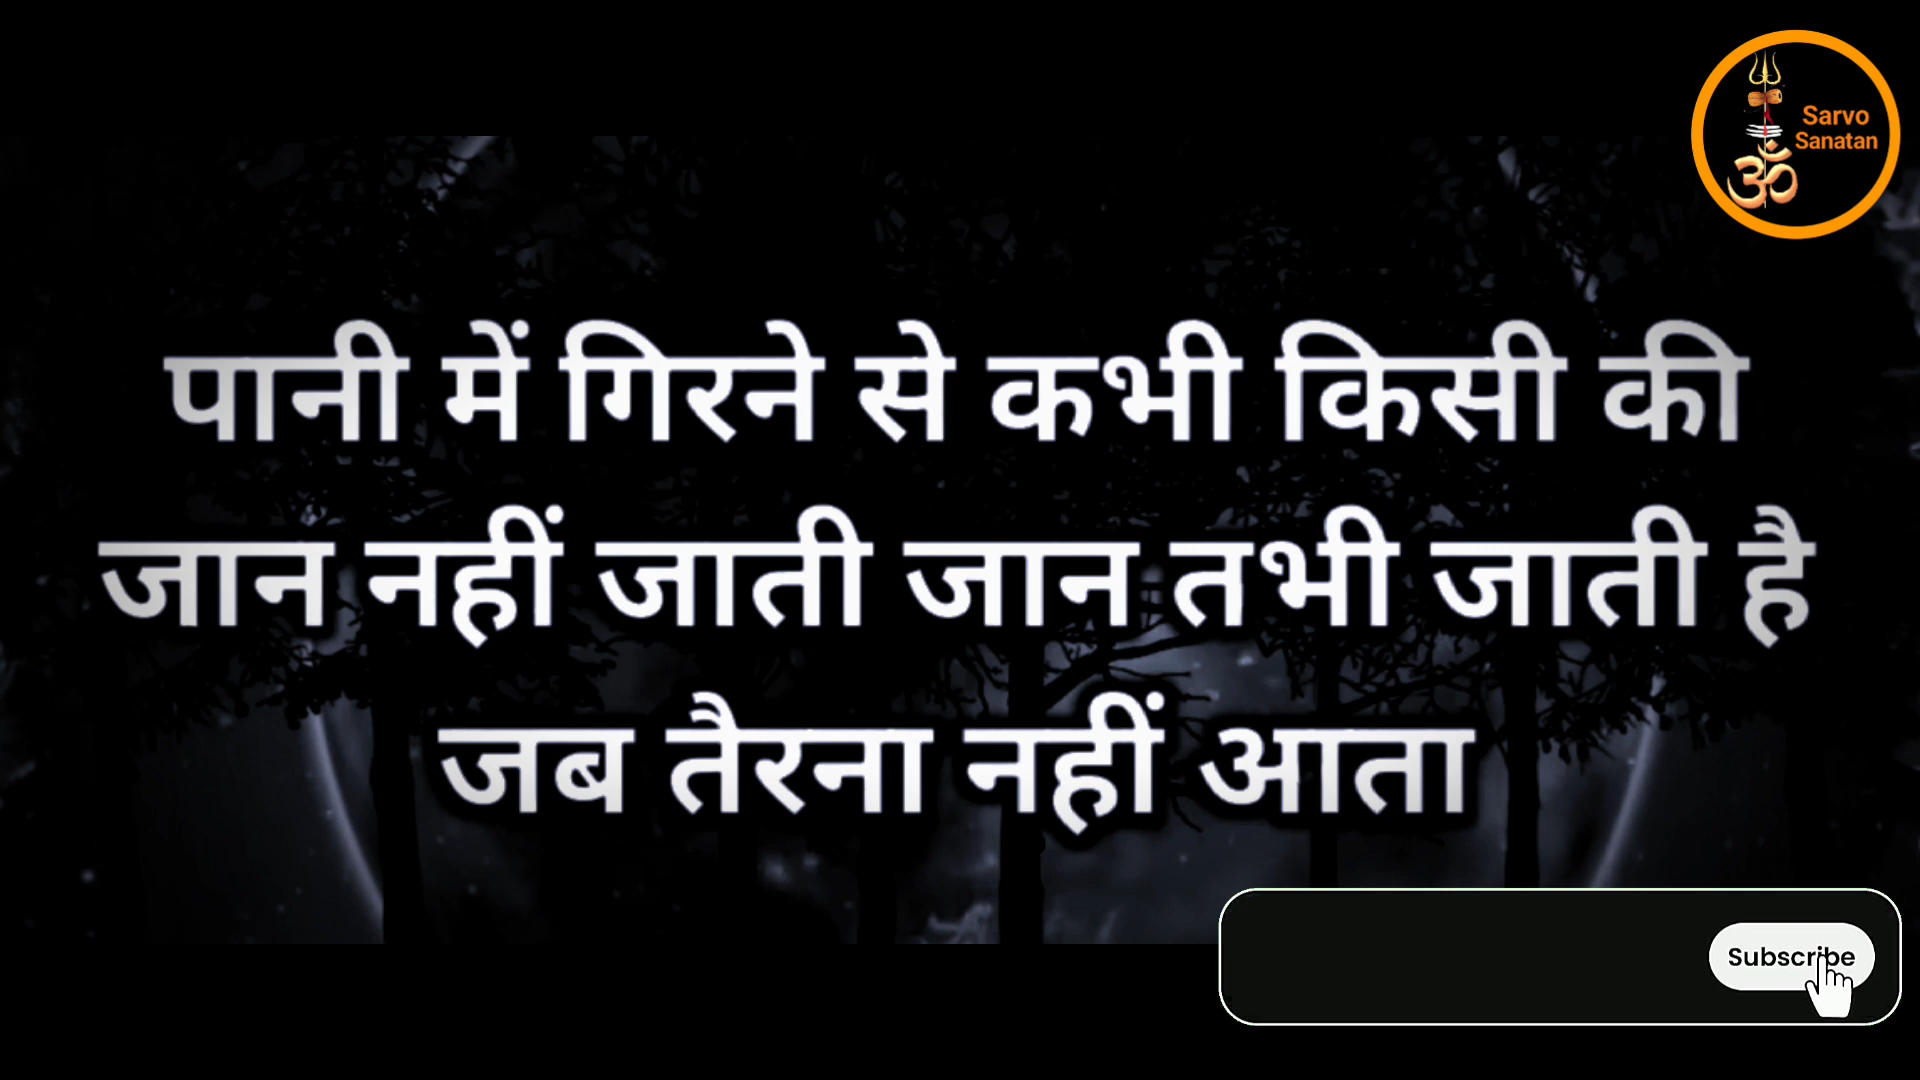 Sarvo
Sanatan
ॐ
पानी में गिरने से कभी किसी की
जान नहीं जाती जान तभी जाती है
जब तैरना नहीं आता
Subscribe